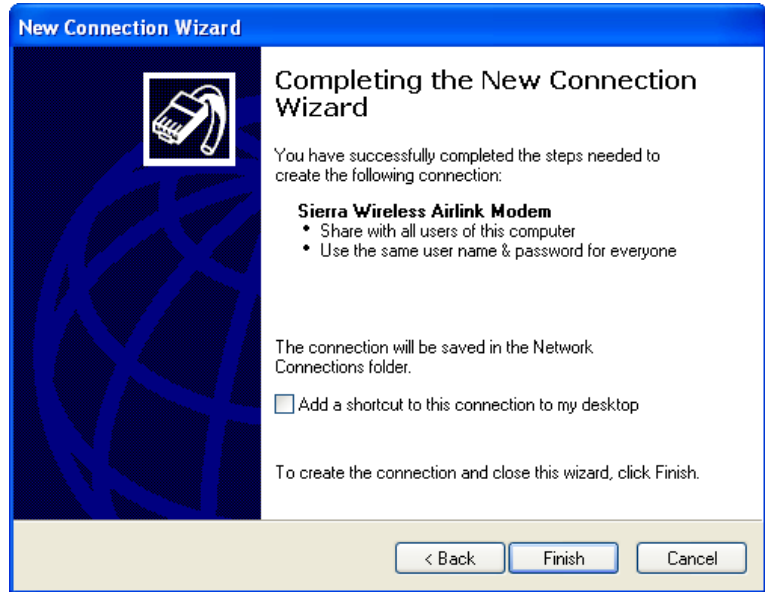 New Connection Wizard
Completing the New Connection
Wizard
You have successfully completed the steps needed to
create the following connection:
Sierra Wireless Airlink Modem
• Share with all users of this computer
• Use the same user name & password for everyone
The connection will be saved in the Network
Connections folder.
Add a shortcut to this connection to my desktop
To create the connection and close this wizard, click Finish.
< Back Finish Cancel